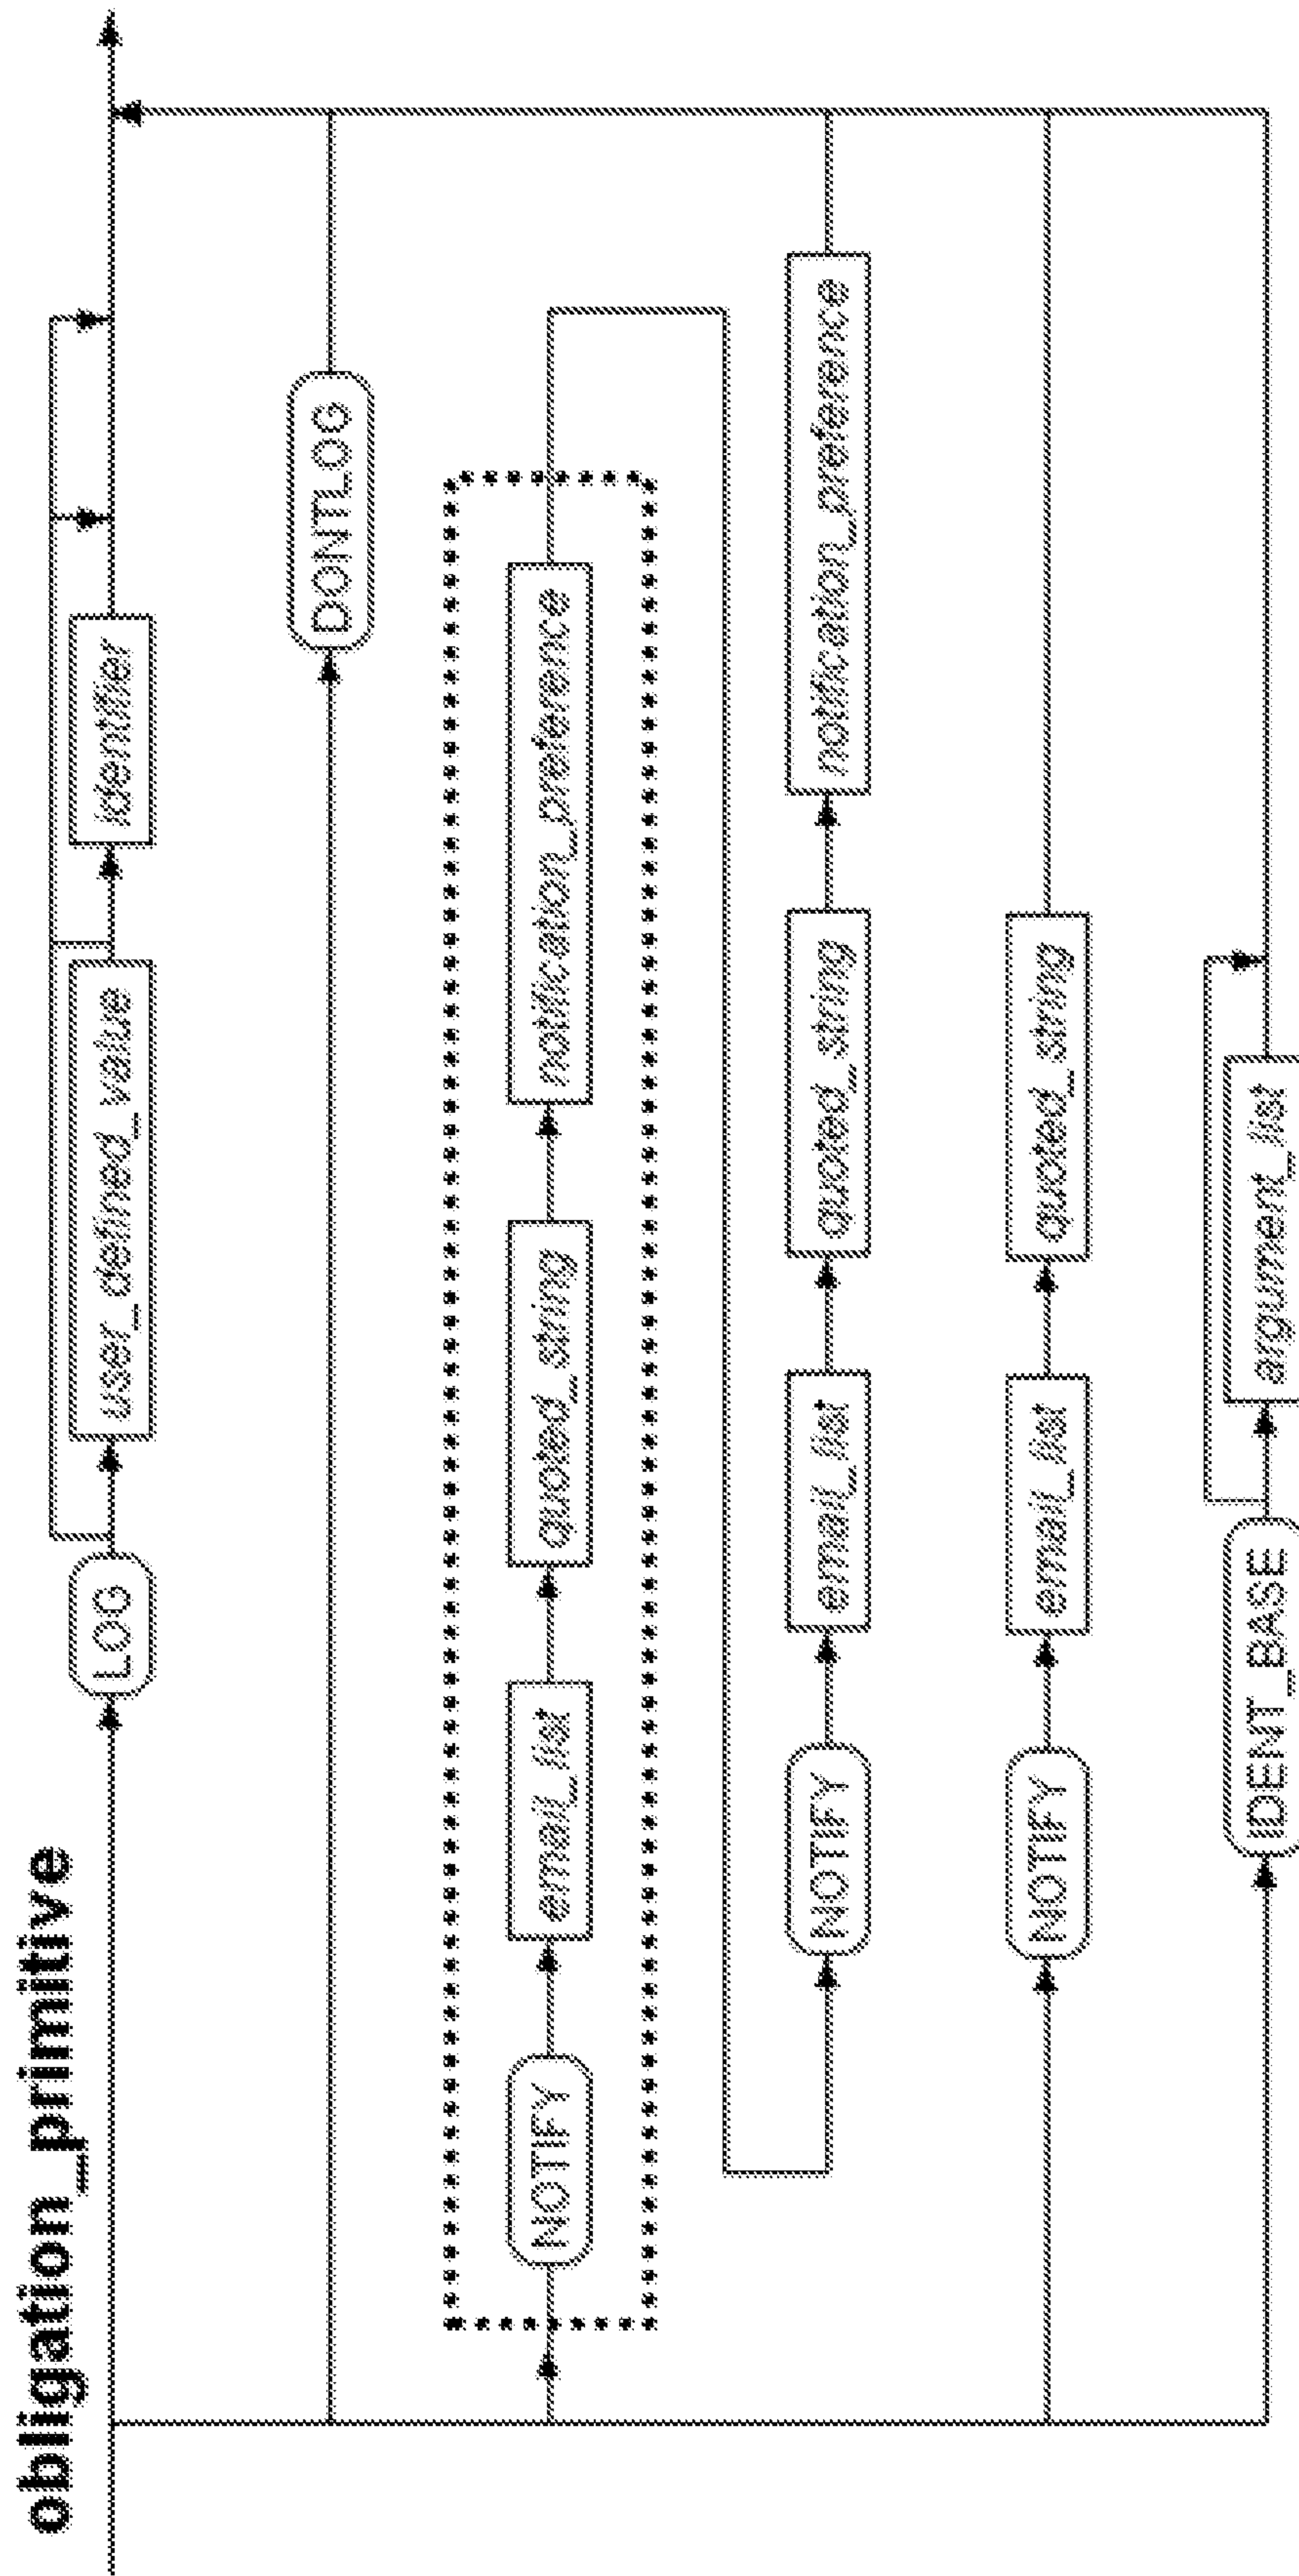 obligation_primitive
LOG
user_defined_value
identifier
DONTLOG
NOTIFY
email_list
quoted_string
notification_preference
NOTIFY
email_list
quoted_string
notification_preference
NOTIFY
email_list
quoted_string
IDENT_BASE
argument_list